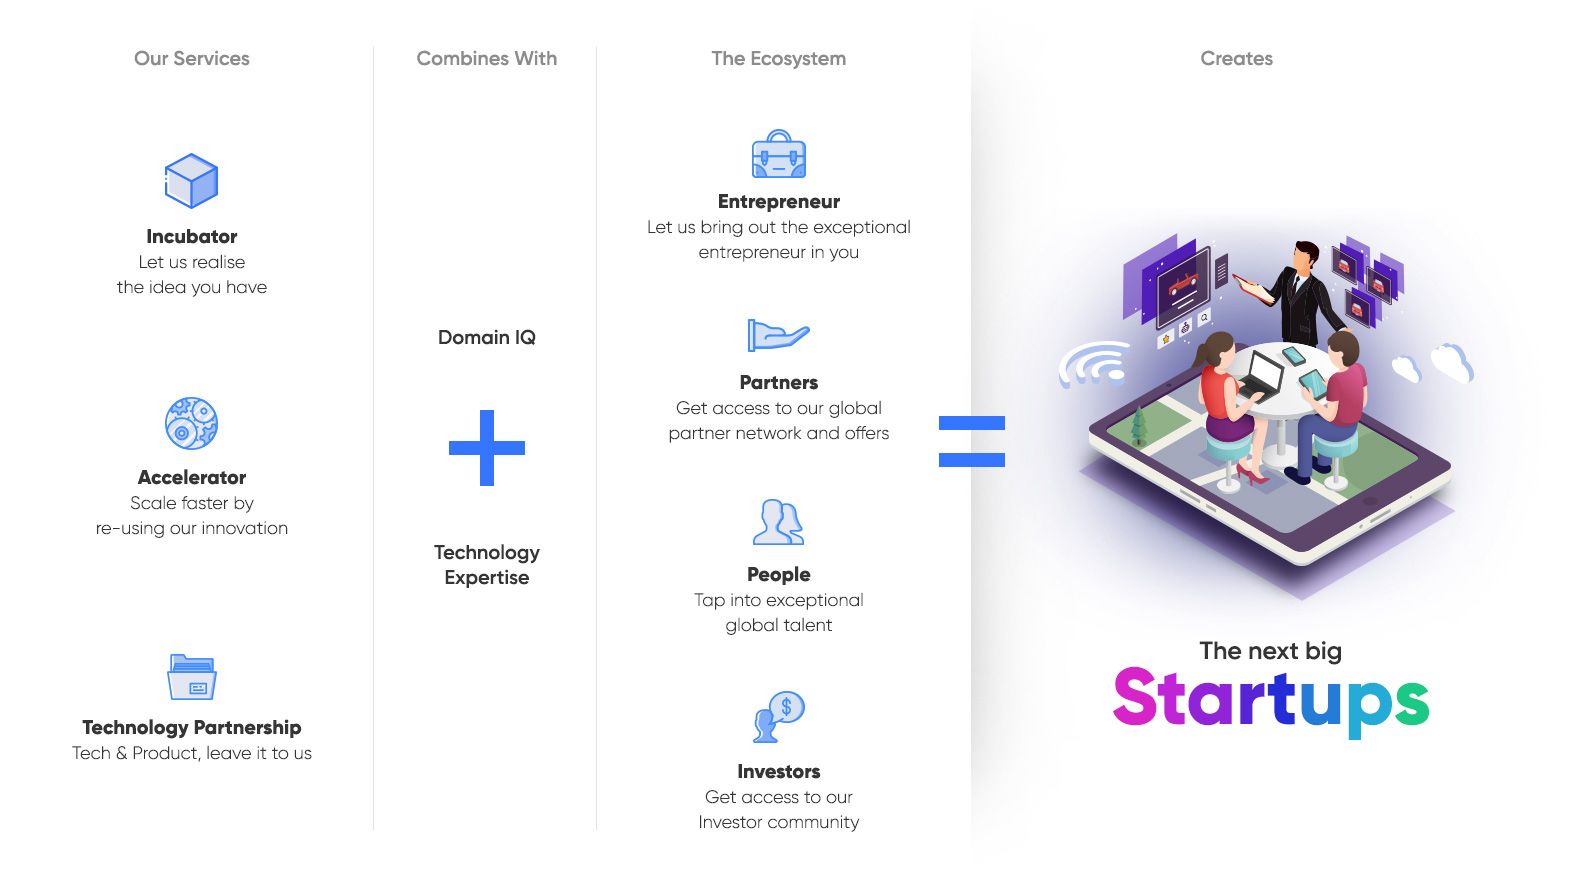 Our Services
Incubator
Let us realise
the idea you have
Accelerator
Scale faster by
re-using our innovation
Technology Partnership
Tech & Product, leave it to us
Combines With
Domain IQ
Technology
Expertise
The Ecosystem
Entrepreneur
Let us bring out the exceptional
entrepreneur in you
Partners
Get access to our global
partner network and offers
People
Tap into exceptional
global talent
$
Investors
Get access to our
Investor community
Creates
The next big
Startups